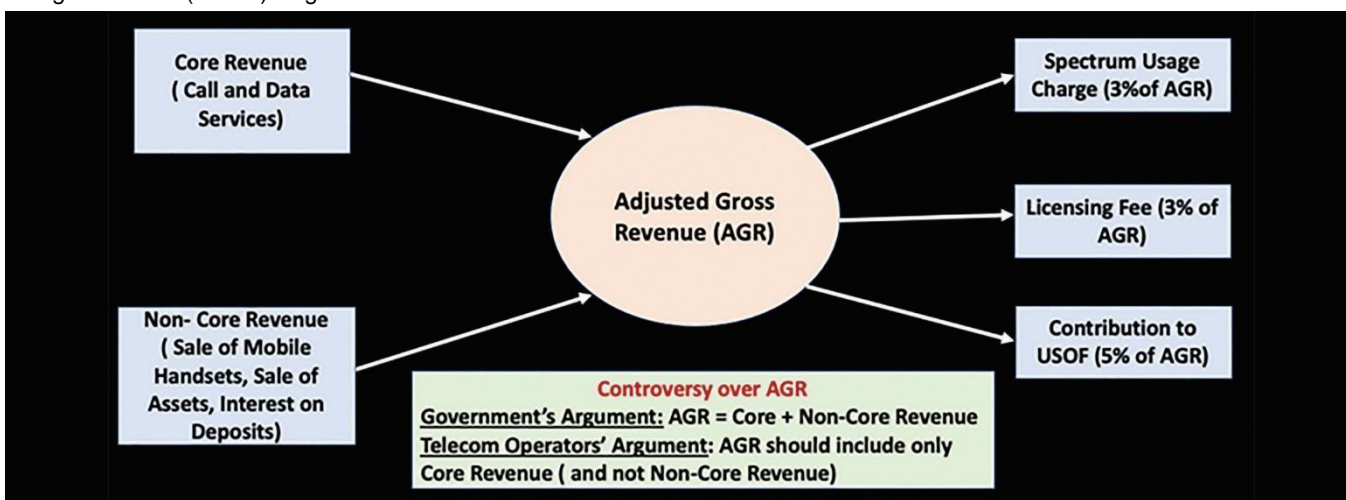 Core Revenue
( Call and Data
Services)
Non- Core Revenue
( Sale of Mobile
Handsets, Sale of
Assets, Interest on
Deposits)
Adjusted Gross
Revenue (AGR)
Spectrum Usage
Charge (3%of AGR)
Licensing Fee (3% of
AGR)
Contribution to
USOF (5% of AGR)
Controversy over AGR
Government's Argument: AGR = Core + Non-Core Revenue
Telecom Operators' Argument: AGR should include only
Core Revenue ( and not Non-Core Revenue)